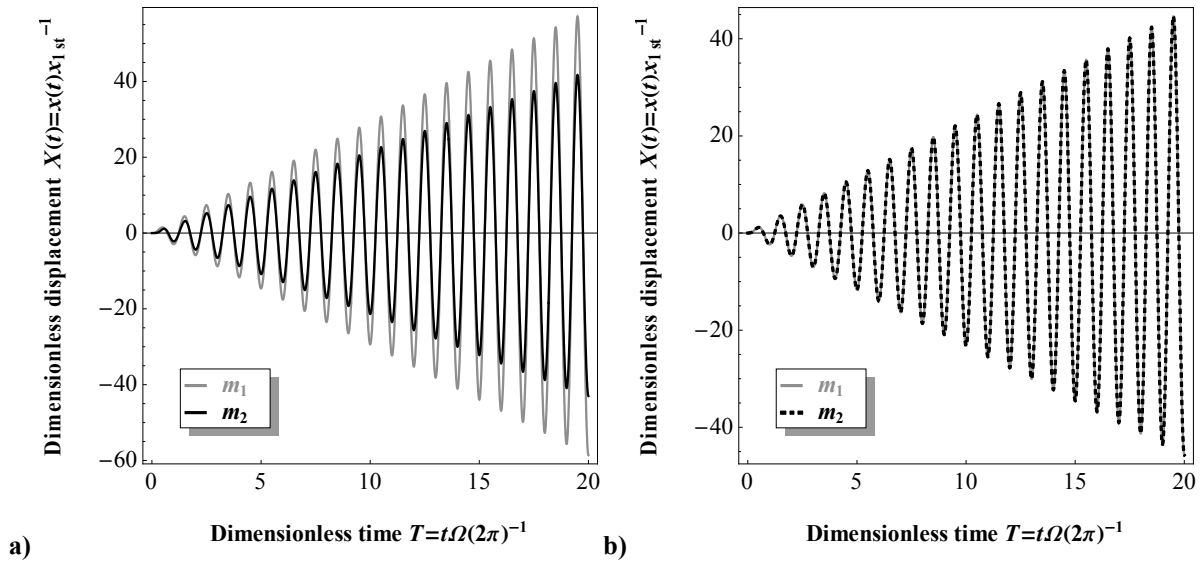 Dimensionless displacement X(t)=x(t)x₁ st⁻¹
40
20
0
−20
−40
−60
m₁
m₂
0 5 10 15 20
Dimensionless time T=tΩ(2π)⁻¹
a)
Dimensionless displacement X(t)=x(t)x₁ st⁻¹
40
20
0
−20
−40
m₁
m₂
0 5 10 15 20
Dimensionless time T=tΩ(2π)⁻¹
b)